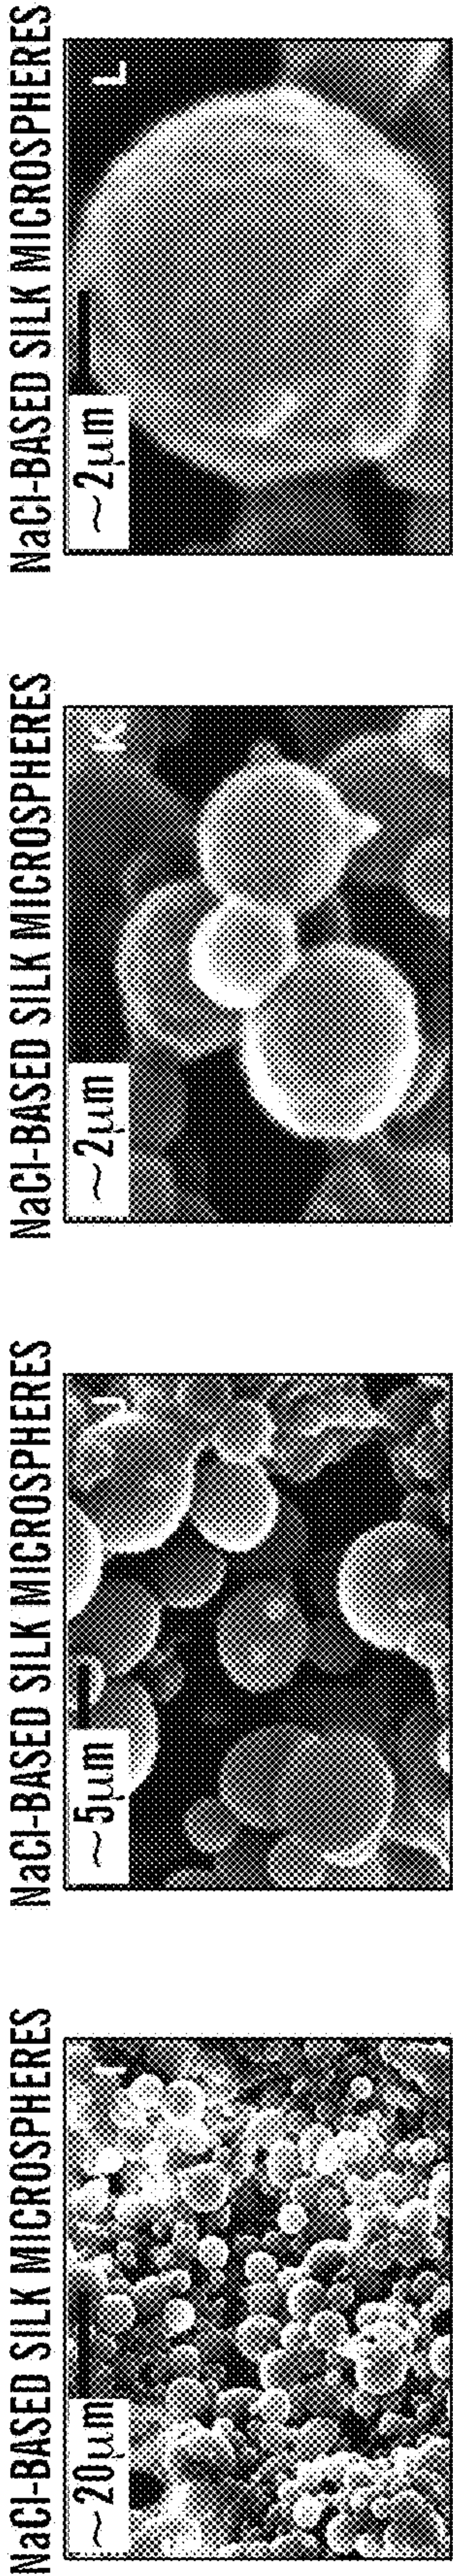 NaCl-BASED SILK MICROSPHERES
~20µm
I
NaCl-BASED SILK MICROSPHERES
~5µm
J
NaCl-BASED SILK MICROSPHERES
~2µm
K
NaCl-BASED SILK MICROSPHERES
~2µm
L